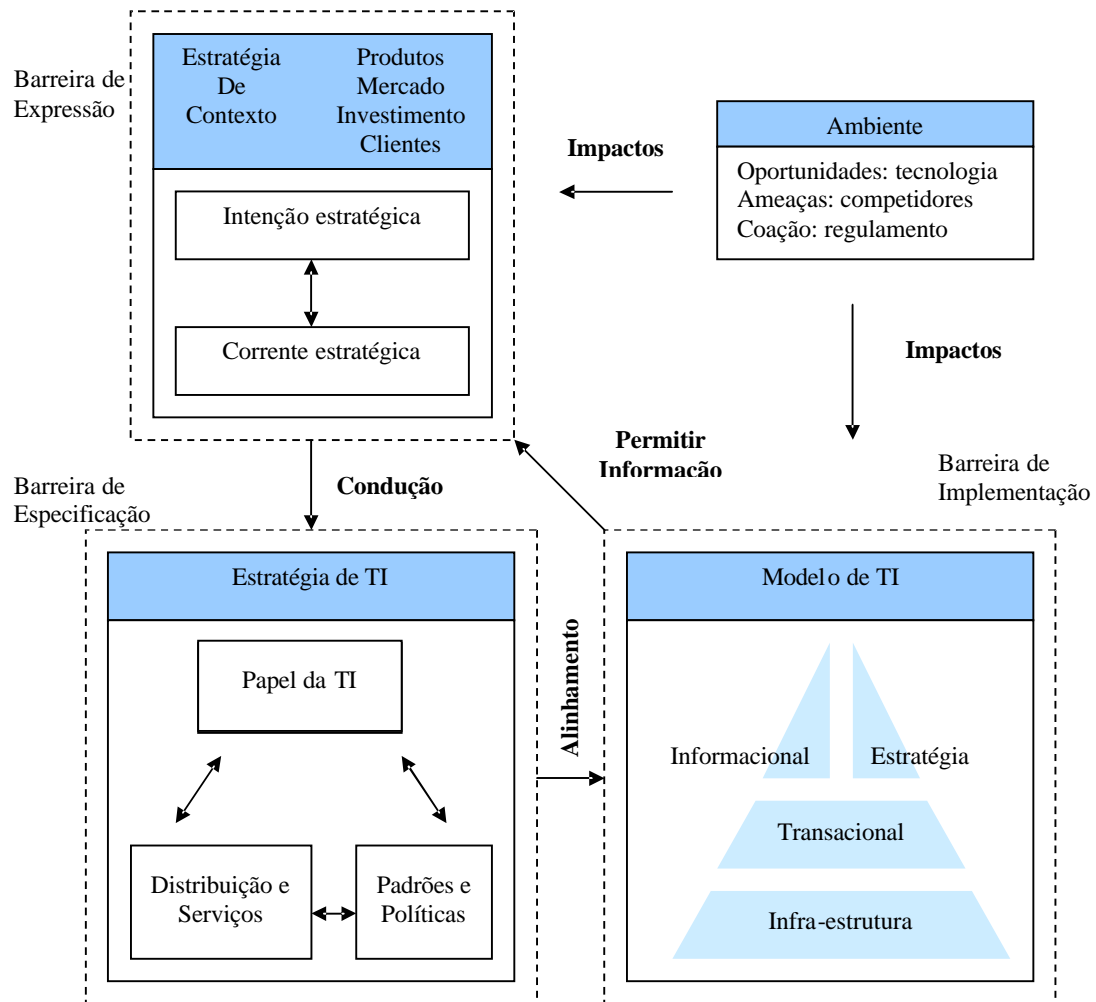 Barreira de
Expressão
Estratégia
De
Contexto
Produtos
Mercado
Investimento
Clientes
Intenção estratégica
Corrente estratégica
Impactos
Ambiente
Oportunidades: tecnologia
Ameaças: competidores
Coação: regulamento
Impactos
Permitir
Informação
Barreira de
Implementação
Barreira de
Especificação
Condução
Estratégia de TI
Papel da TI
Distribuição e
Serviços
Padrões e
Políticas
Alinhamento
Modelo de TI
Informacional
Estratégia
Transacional
Infra-estrutura